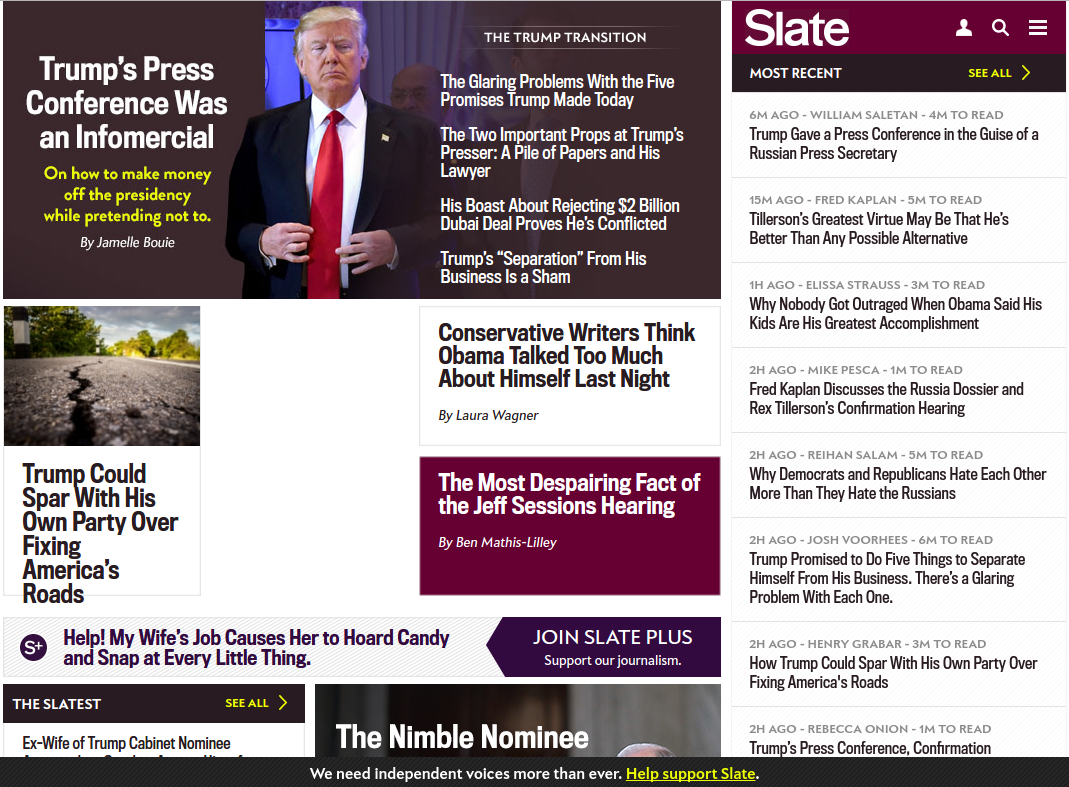 Trump's Press
Conference Was
an Infomercial
On how to make money
off the presidency
while pretending not to.
By Jamelle Bouie
THE TRUMP TRANSITION
The Glaring Problems With the Five
Promises Trump Made Today
The Two Important Props at Trump's
Presser: A Pile of Papers and His
Lawyer
His Boast About Rejecting $2 Billion
Dubai Deal Proves He's Conflicted
Trump's “Separation” From His
Business Is a Sham
Trump Could
Spar With His
Own Party Over
Fixing
America's
Roads
Conservative Writers Think
Obama Talked Too Much
About Himself Last Night
By Laura Wagner
The Most Despairing Fact of
the Jeff Sessions Hearing
By Ben Mathis-Lilley
S+
Help! My Wife's Job Causes Her to Hoard Candy
and Snap at Every Little Thing.
JOIN SLATE PLUS
Support our journalism.
THE SLATEST
SEE ALL
Ex-Wife of Trump Cabinet Nominee
The Nimble Nominee
Slate
MOST RECENT
SEE ALL
6M AGO - WILLIAM SALETAN - 4M TO READ
Trump Gave a Press Conference in the Guise of a
Russian Press Secretary
15M AGO - FRED KAPLAN - 5M TO READ
Tillerson's Greatest Virtue May Be That He's
Better Than Any Possible Alternative
1H AGO - ELISSA STRAUSS - 3M TO READ
Why Nobody Got Outraged When Obama Said His
Kids Are His Greatest Accomplishment
2H AGO - MIKE PESCA - 1M TO READ
Fred Kaplan Discusses the Russia Dossier and
Rex Tillerson's Confirmation Hearing
2H AGO - REIHAN SALAM - 5M TO READ
Why Democrats and Republicans Hate Each Other
More Than They Hate the Russians
2H AGO - JOSH VOORHEES - 6M TO READ
Trump Promised to Do Five Things to Separate
Himself From His Business. There's a Glaring
Problem With Each One.
2H AGO - HENRY GRABAR - 3M TO READ
How Trump Could Spar With His Own Party Over
Fixing America's Roads
2H AGO - REBECCA ONION - 1M TO READ
Trump's Press Conference, Confirmation
We need independent voices more than ever. Help support Slate.